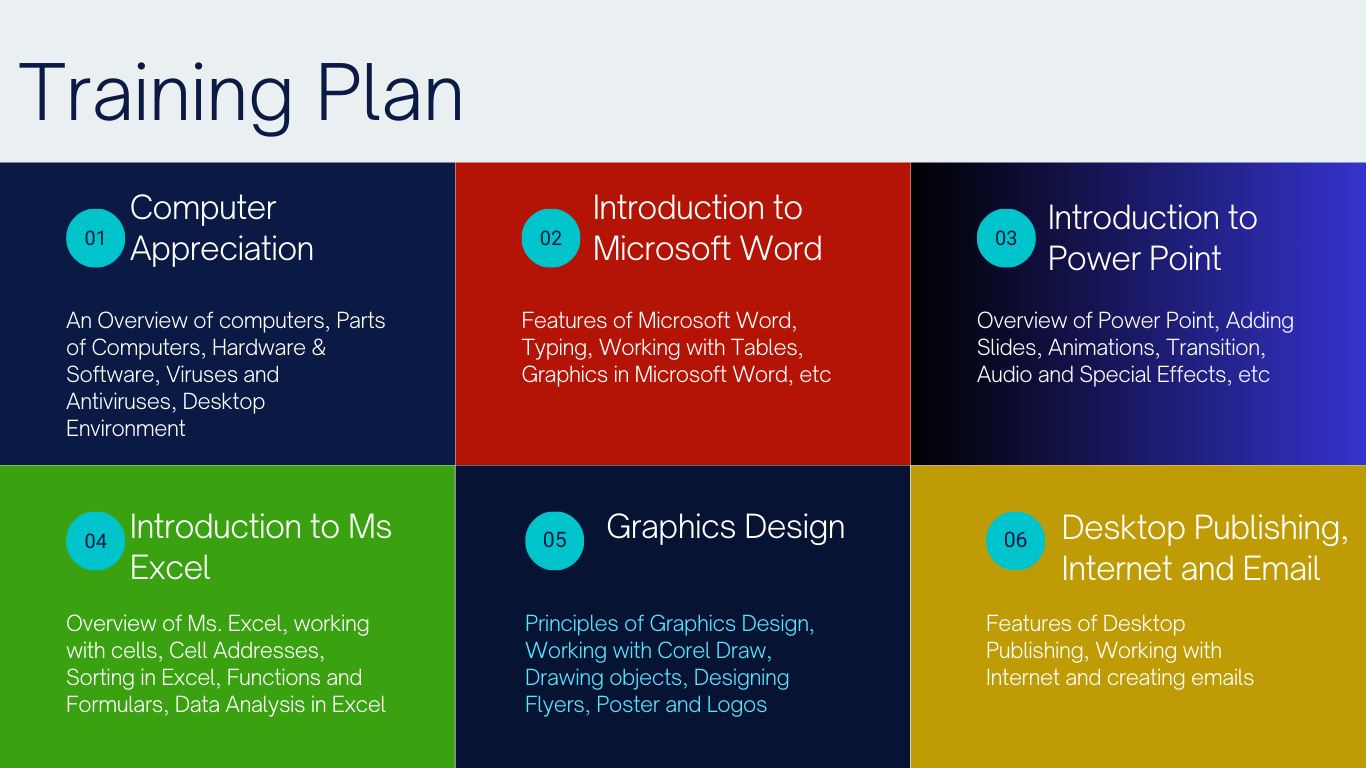 Training Plan
01
Computer
Appreciation
An Overview of computers, Parts
of Computers, Hardware &
Software, Viruses and
Antiviruses, Desktop
Environment
02
Introduction to
Microsoft Word
Features of Microsoft Word,
Typing, Working with Tables,
Graphics in Microsoft Word, etc
03
Introduction to
Power Point
Overview of Power Point, Adding
Slides, Animations, Transition,
Audio and Special Effects, etc
04
Introduction to Ms
Excel
Overview of Ms. Excel, working
with cells, Cell Addresses,
Sorting in Excel, Functions and
Formulars, Data Analysis in Excel
05
Graphics Design
Principles of Graphics Design,
Working with Corel Draw,
Drawing objects, Designing
Flyers, Poster and Logos
06
Desktop Publishing,
Internet and Email
Features of Desktop
Publishing, Working with
Internet and creating emails